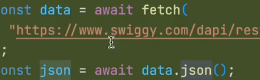 onst data = await fetch(
"https://www.swiggy.com/dapi/res
;
onst json = await data.json();